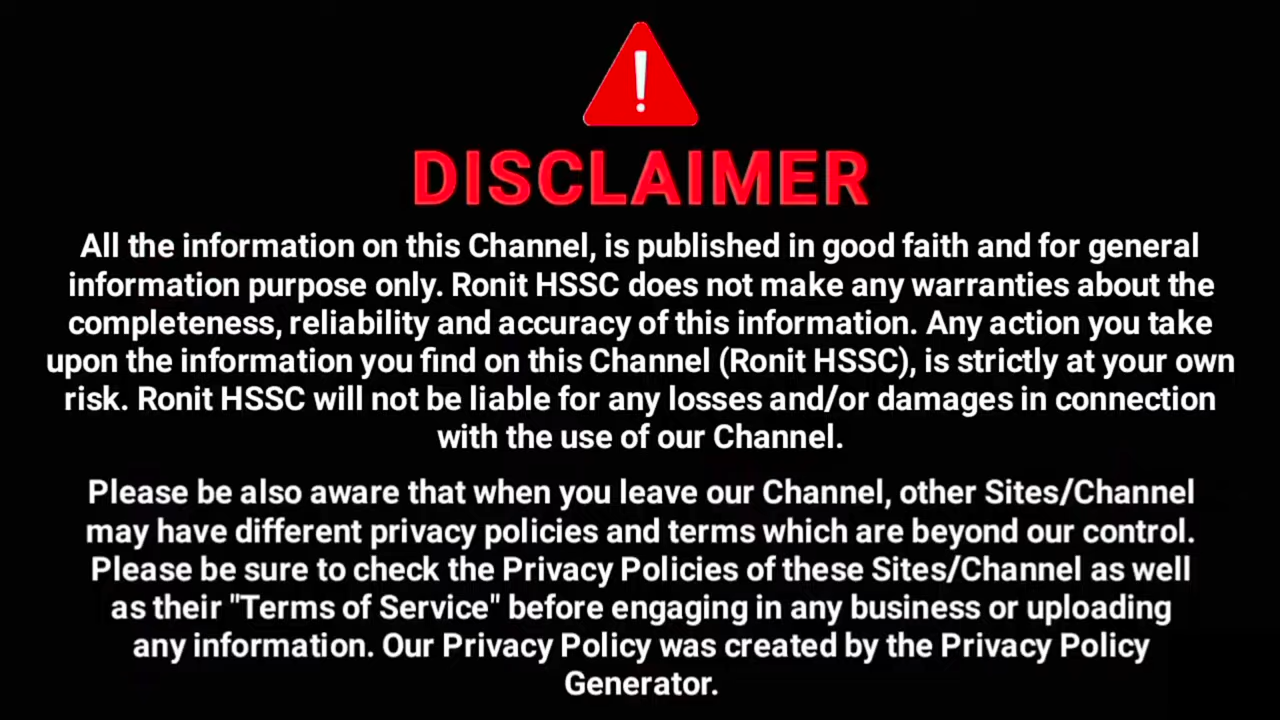 DISCLAIMER
All the information on this Channel, is published in good faith and for general
information purpose only. Ronit HSSC does not make any warranties about the
completeness, reliability and accuracy of this information. Any action you take
upon the information you find on this Channel (Ronit HSSC), is strictly at your own
risk. Ronit HSSC will not be liable for any losses and/or damages in connection
with the use of our Channel.
Please be also aware that when you leave our Channel, other Sites/Channel
may have different privacy policies and terms which are beyond our control.
Please be sure to check the Privacy Policies of these Sites/Channel as well
as their "Terms of Service" before engaging in any business or uploading
any information. Our Privacy Policy was created by the Privacy Policy
Generator.